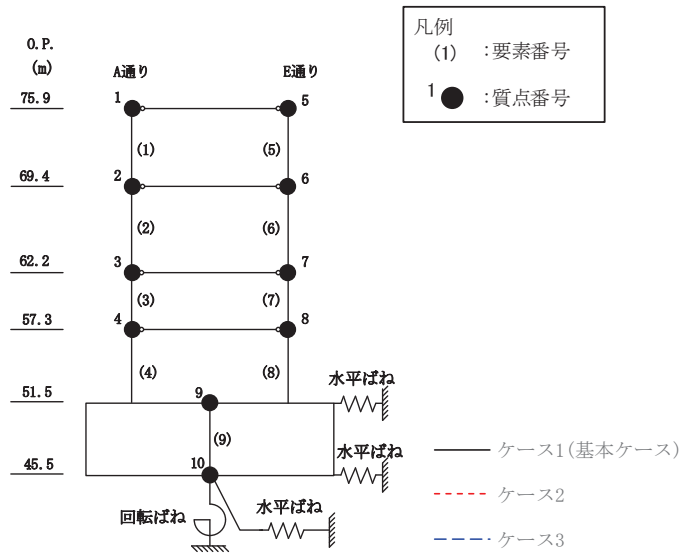 O.P.
(m)
A通り
E通り
75.9
1
5
(1)
(5)
69.4
2
6
(2)
(6)
62.2
3
7
(3)
(7)
57.3
4
8
(4)
(8)
水平ばね
51.5
9
(9)
水平ばね
45.5
10
水平ばね
回転ばね
凡例
(1) :要素番号
1 :質点番号
ケース1(基本ケース)
ケース2
ケース3